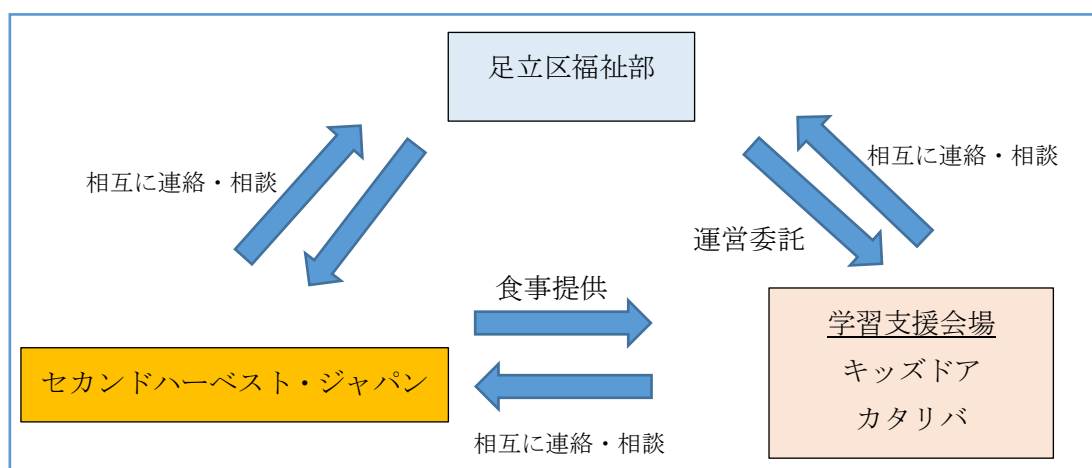 足立区福祉部
相互に連絡・相談
相互に連絡・相談
運営委託
食事提供
学習支援会場
キッズドア
カタリバ
セカンドハーベスト・ジャパン
相互に連絡・相談